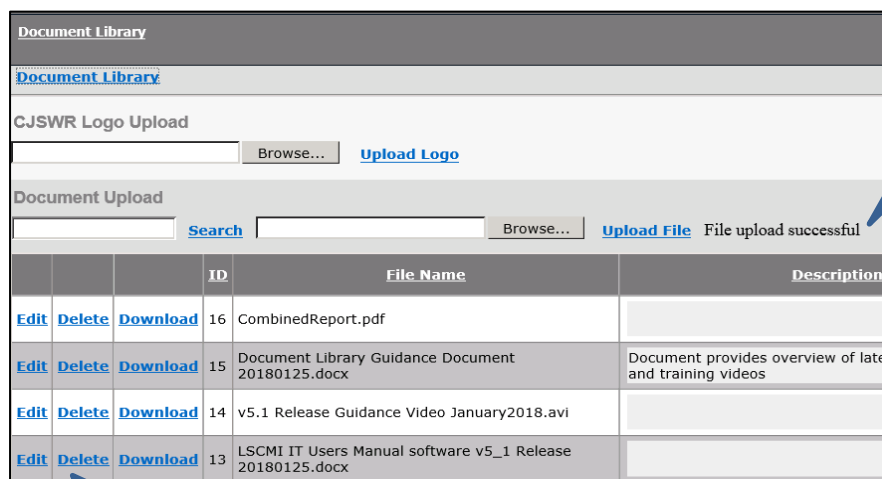 Document Library
Document Library
CJSWR Logo Upload
Browse... Upload Logo
Document Upload
Search Browse... Upload File File upload successful
ID File Name Description
Edit Delete Download 16 CombinedReport.pdf
Edit Delete Download 15 Document Library Guidance Document
20180125.docx
Document provides overview of late
and training videos
Edit Delete Download 14 v5.1 Release Guidance Video January2018.avi
Edit Delete Download 13 LSCMI IT Users Manual software v5_1 Release
20180125.docx